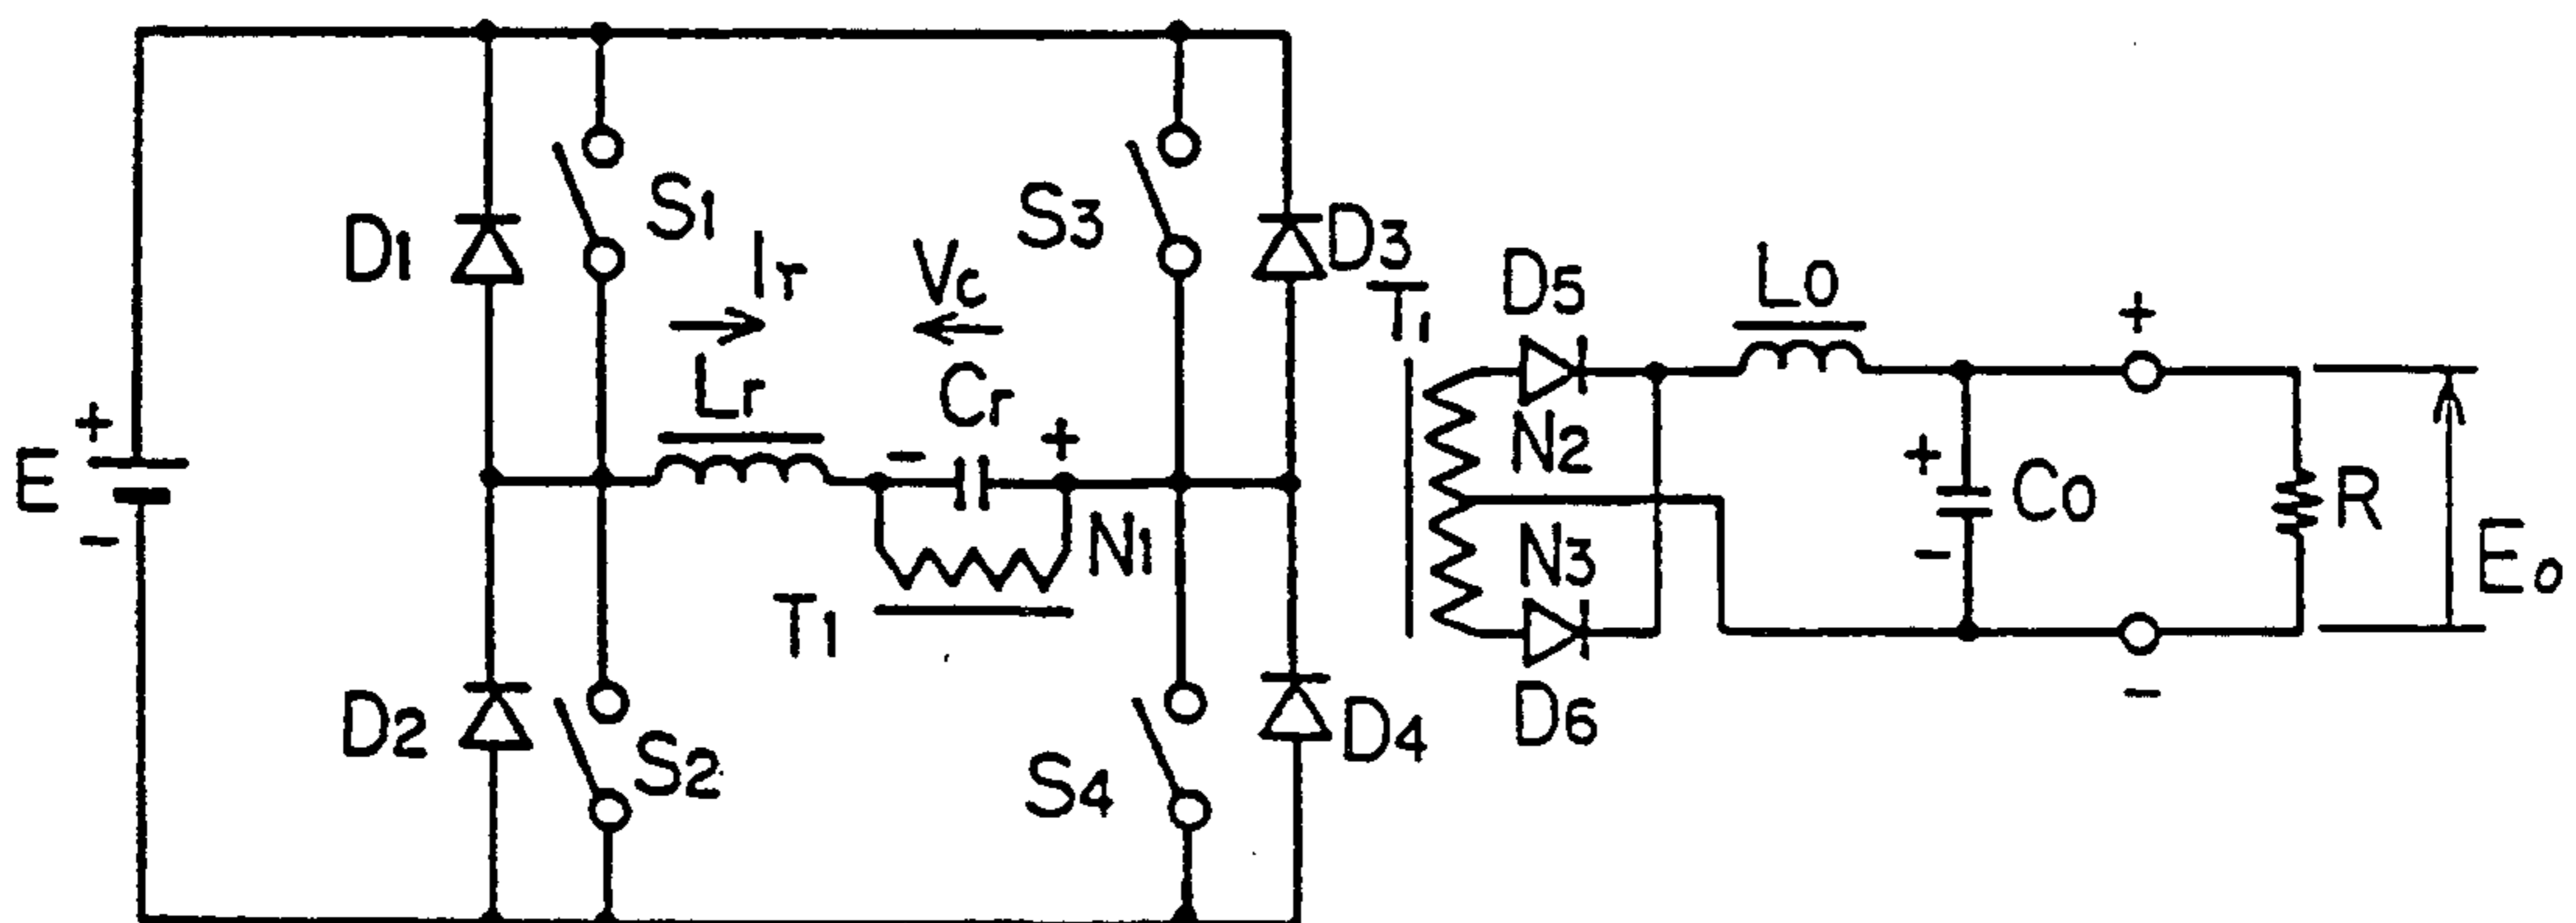 E
+
-
D1
S1
D2
S2
Ir
Lr
Vc
Cr
-
+
N1
T1
S3
D3
S4
D4
T1
D5
N2
N3
D6
Lo
+
Co
-
+
-
R
Eo